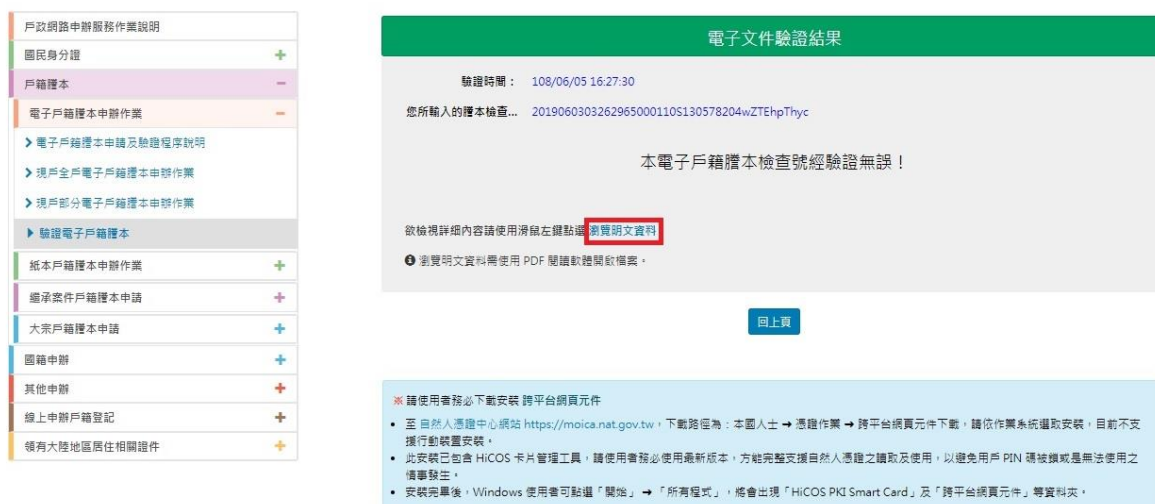 戶政網路申辦服務作業說明
國民身分證
戶籍謄本
電子戶籍謄本申辦作業
電子戶籍謄本申請及驗證程序說明
現戶全戶電子戶籍謄本申辦作業
現戶部分電子戶籍謄本申辦作業
驗證電子戶籍謄本
紙本戶籍謄本申辦作業
繼承案件戶籍謄本申請
大宗戶籍謄本申請
國籍申辦
其他申辦
線上申辦戶籍登記
領有大陸地區居住相關證件
電子文件驗證結果
驗證時間: 108/06/05 16:27:30
您所輸入的謄本檢查... 2019060303262965000110S130578204wZTEhpThyc
本電子戶籍謄本檢查號經驗證無誤!
欲檢視詳細內容請使用滑鼠左鍵點選瀏覽明文資料
瀏覽明文資料需使用 PDF 閱讀軟體開啟檔案。
回上頁
※ 請使用者務必下載安裝 跨平台網頁元件
• 至 自然人憑證中心網站 https://moica.nat.gov.tw,下載路徑為:本國人士 ➔ 憑證作業 ➔ 跨平台網頁元件下載,請依作業系統選取安裝,目前不支
援行動裝置安裝。
• 此安裝已包含 HiCOS 卡片管理工具,請使用者務必使用最新版本,方能完整支援自然人憑證之讀取及使用,以避免用戶 PIN 碼被鎖或是無法使用之
情事發生。
• 安裝完畢後,Windows 使用者可點選「開始」 ➔ 「所有程式」,將會出現「HiCOS PKI Smart Card」及「跨平台網頁元件」等資料夾。